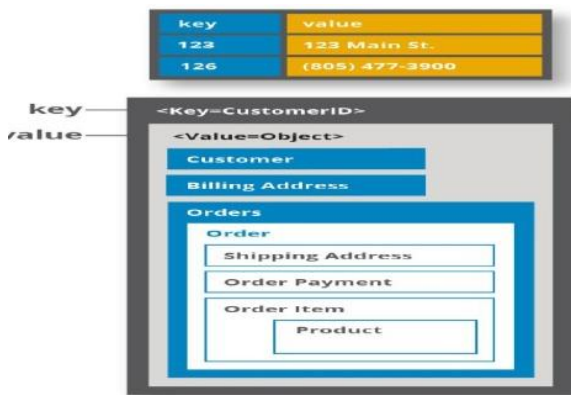 key value
123 123 Main St.
126 (805) 477-3900
key <Key=CustomerID>
value <Value=Object>
Customer
Billing Address
Orders
Order
Shipping Address
Order Payment
Order Item
Product